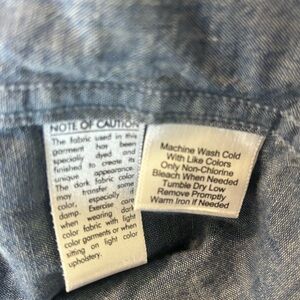 NOTE OF CAUTION
The fabric used in this
garment has been
specially dyed and
finished to create its
unique appearance.
The dark fabric color
may transfer some
color, especially if
damp. Exercise care
when wearing dark
color fabric with light
color garments or when
sitting on light color
upholstery.
Machine Wash Cold
With Like Colors
Only Non-Chlorine
Bleach When Needed
Tumble Dry Low
Remove Promptly
Warm Iron if Needed